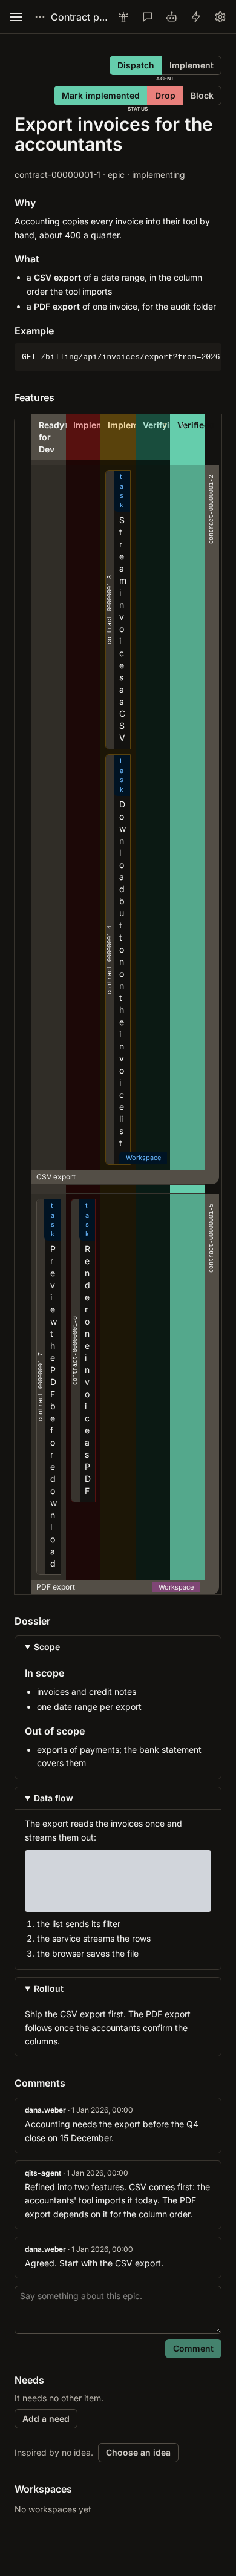 Contract p...
Dispatch
Implement
AGENT
Mark implemented
Drop
Block
STATUS
Export invoices for the
accountants
contract-00000001-1 · epic · implementing
Why
Accounting copies every invoice into their tool by
hand, about 400 a quarter.
What
a CSV export of a date range, in the column
order the tool imports
a PDF export of one invoice, for the audit folder
Example
GET /billing/api/invoices/export?from=2026
Features
Ready
for
Dev
Implem
Implem
Verifyi
Verified
contract-00000001-2
contract-00000001-3
task
Stream invoices as CSV
contract-00000001-4
task
Download button on the invoice list
Workspace
CSV export
contract-00000001-5
contract-00000001-7
task
Preview the PDF before download
contract-00000001-6
task
Render one invoice as PDF
PDF export
Workspace
Dossier
▼ Scope
In scope
invoices and credit notes
one date range per export
Out of scope
exports of payments; the bank statement
covers them
▼ Data flow
The export reads the invoices once and
streams them out:
1. the list sends its filter
2. the service streams the rows
3. the browser saves the file
▼ Rollout
Ship the CSV export first. The PDF export
follows once the accountants confirm the
columns.
Comments
dana.weber · 1 Jan 2026, 00:00
Accounting needs the export before the Q4
close on 15 December.
qits-agent · 1 Jan 2026, 00:00
Refined into two features. CSV comes first: the
accountants' tool imports it today. The PDF
export depends on it for the column order.
dana.weber · 1 Jan 2026, 00:00
Agreed. Start with the CSV export.
Say something about this epic.
Comment
Needs
It needs no other item.
Add a need
Inspired by no idea.
Choose an idea
Workspaces
No workspaces yet